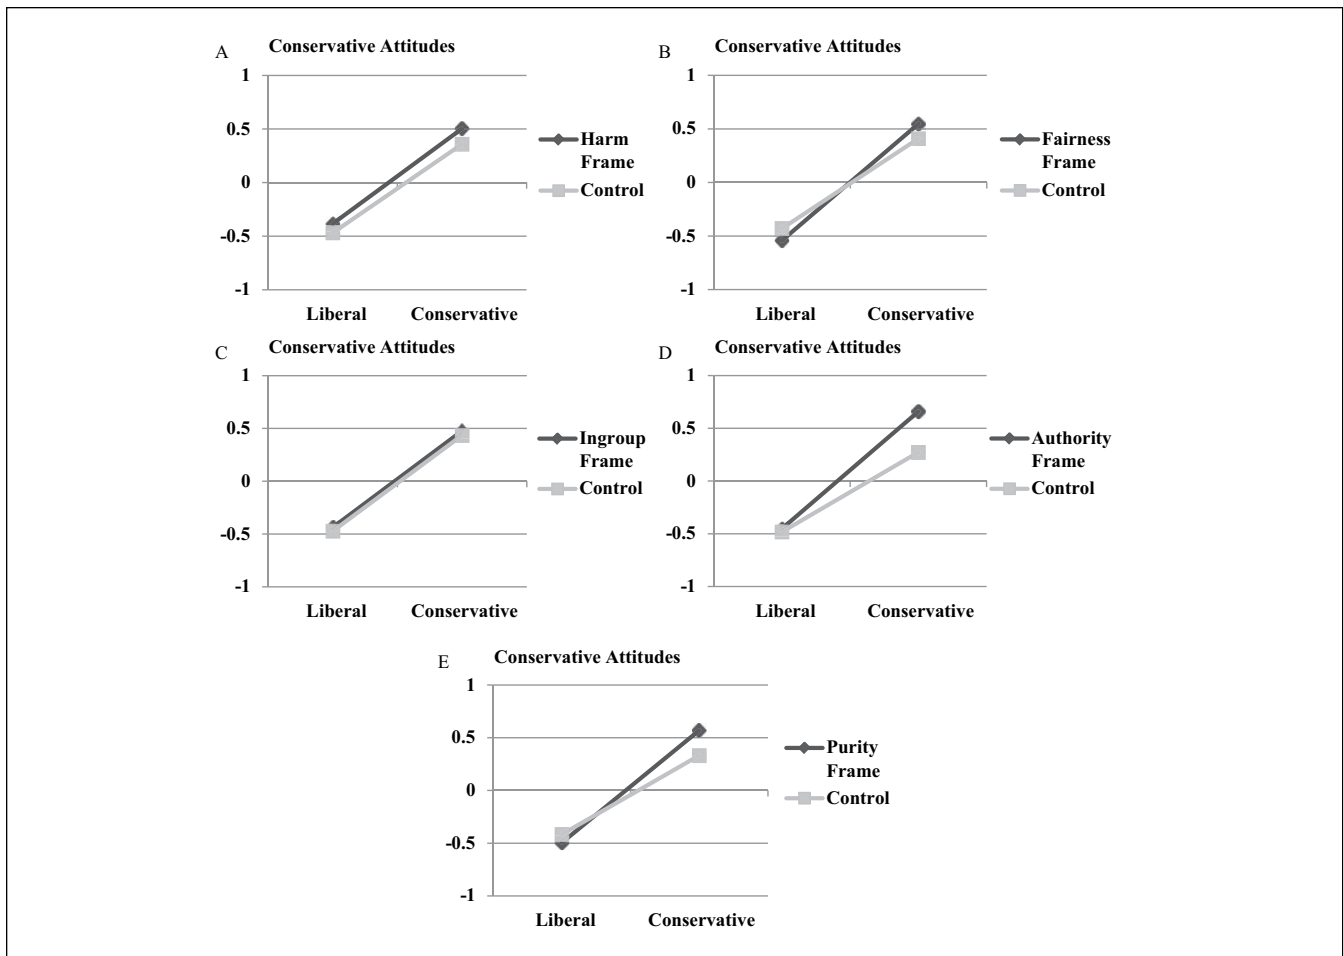 A
Conservative Attitudes
1
0.5
0
-0.5
-1
Liberal
Conservative
Harm
Frame
Control
B
Conservative Attitudes
1
0.5
0
-0.5
-1
Liberal
Conservative
Fairness
Frame
Control
C
Conservative Attitudes
1
0.5
0
-0.5
-1
Liberal
Conservative
Ingroup
Frame
Control
D
Conservative Attitudes
1
0.5
0
-0.5
-1
Liberal
Conservative
Authority
Frame
Control
E
Conservative Attitudes
1
0.5
0
-0.5
-1
Liberal
Conservative
Purity
Frame
Control